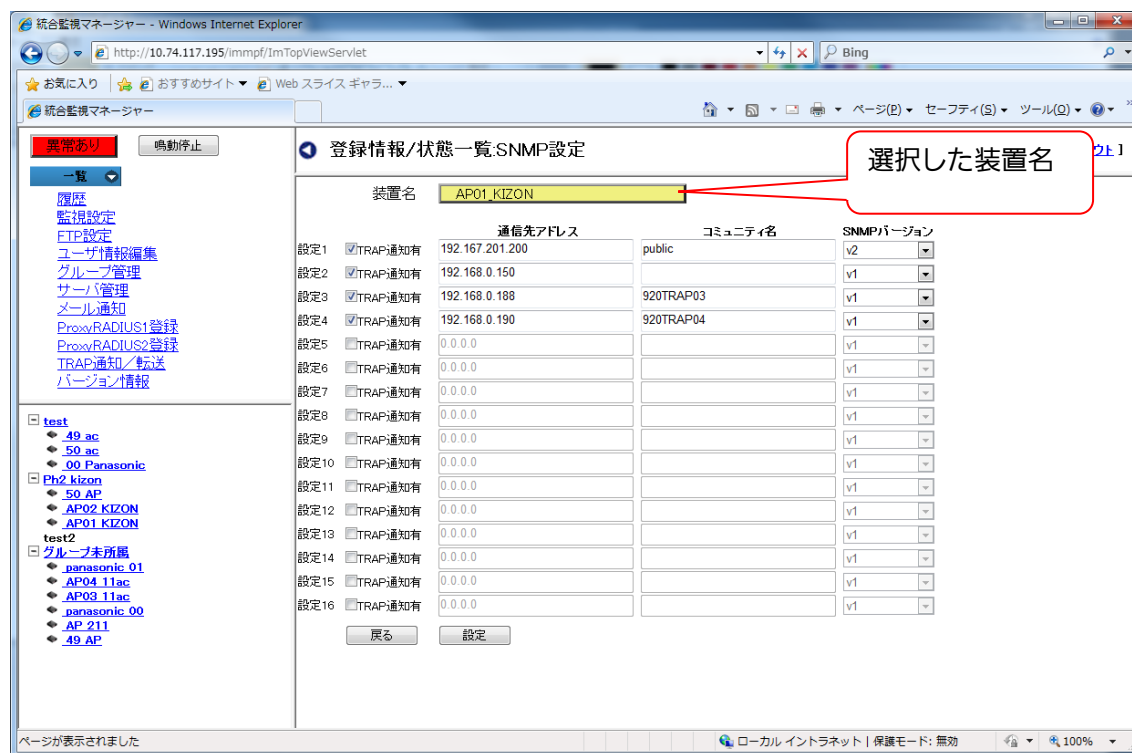 統合監視マネージャー - Windows Internet Explorer
http://10.74.117.195/immpf/ImTopViewServlet
Bing
お気に入り おすすめサイト ▼ Web スライス ギャラ... ▼
統合監視マネージャー
ページ(P) セーフティ(S) ツール(O)
異常あり 鳴動停止
一覧
履歴
監視設定
FTP設定
ユーザ情報編集
グループ管理
サーバ管理
メール通知
ProxyRADIUS1登録
ProxyRADIUS2登録
TRAP通知/転送
バージョン情報
test
49 ac
50 ac
00 Panasonic
Ph2 kizon
50 AP
AP02 KIZON
AP01 KIZON
test2
グループ未所属
panasonic 01
AP04 11ac
AP03 11ac
panasonic 00
AP 211
49 AP
登録情報/状態一覧:SNMP設定
ウト ]
選択した装置名
装置名 AP01_KIZON
通信先アドレス コミュニティ名 SNMPバージョン
設定1 TRAP通知有 192.167.201.200 public v2
設定2 TRAP通知有 192.168.0.150 v1
設定3 TRAP通知有 192.168.0.188 920TRAP03 v1
設定4 TRAP通知有 192.168.0.190 920TRAP04 v1
設定5 TRAP通知有 0.0.0.0 v1
設定6 TRAP通知有 0.0.0.0 v1
設定7 TRAP通知有 0.0.0.0 v1
設定8 TRAP通知有 0.0.0.0 v1
設定9 TRAP通知有 0.0.0.0 v1
設定10 TRAP通知有 0.0.0.0 v1
設定11 TRAP通知有 0.0.0.0 v1
設定12 TRAP通知有 0.0.0.0 v1
設定13 TRAP通知有 0.0.0.0 v1
設定14 TRAP通知有 0.0.0.0 v1
設定15 TRAP通知有 0.0.0.0 v1
設定16 TRAP通知有 0.0.0.0 v1
戻る 設定
ページが表示されました
ローカル イントラネット | 保護モード: 無効
100%